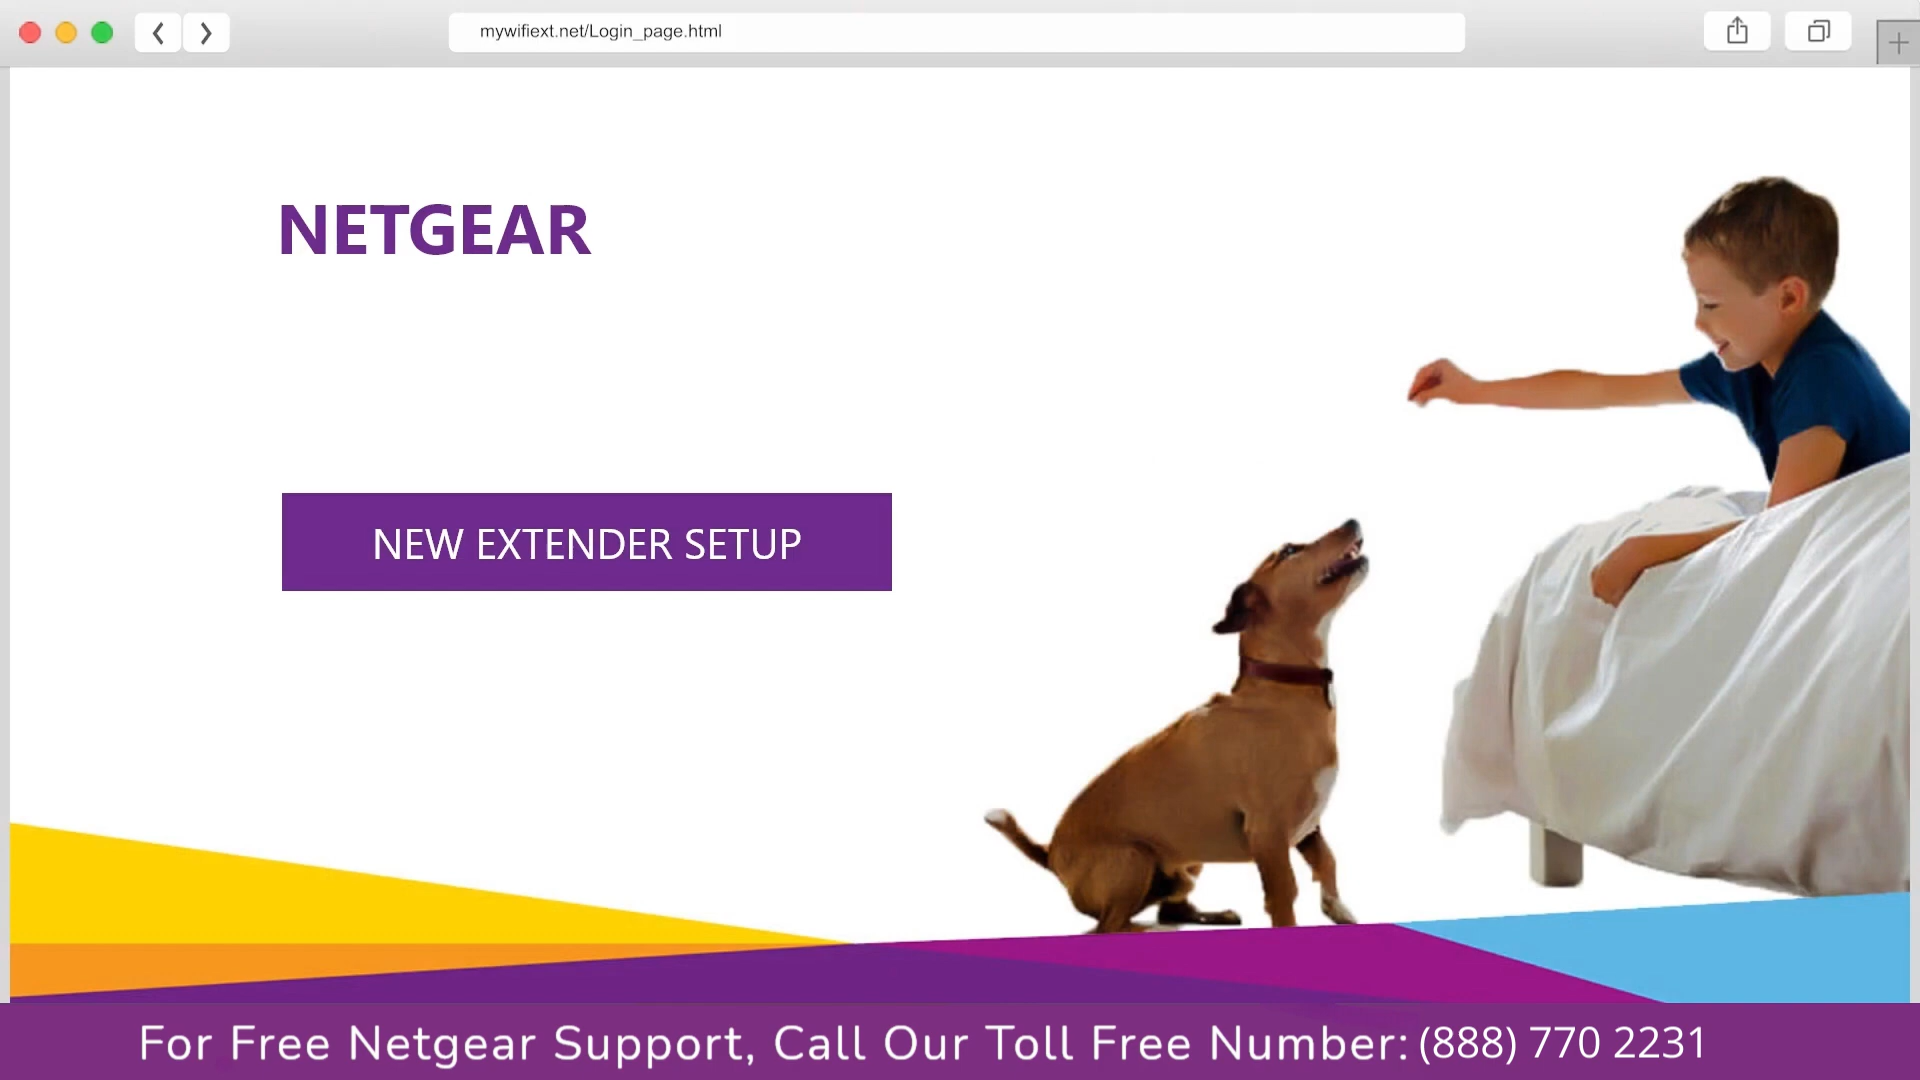 mywifiext.net/Login_page.html
NETGEAR
NEW EXTENDER SETUP
For Free Netgear Support, Call Our Toll Free Number: (888) 770 2231